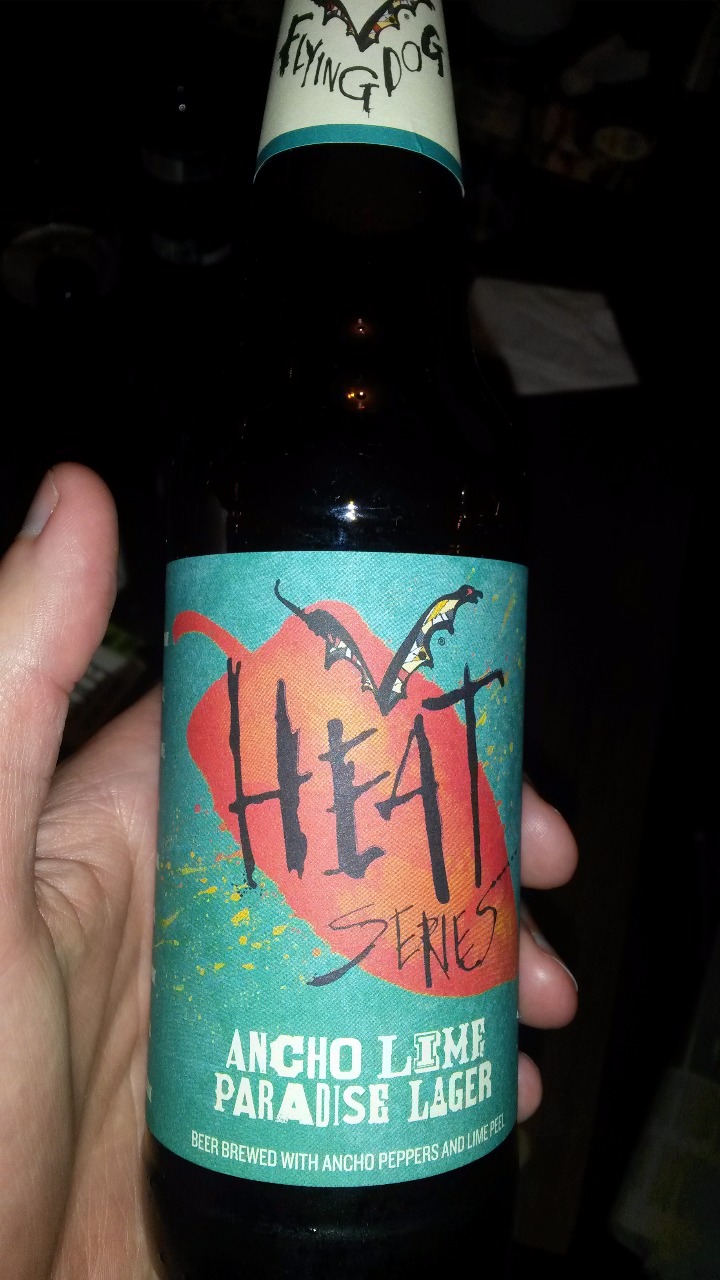 FLYING DOG
HEAT
SERIES
ANCHO LIME
PARADISE LAGER
BEER BREWED WITH ANCHO PEPPERS AND LIME PEEL